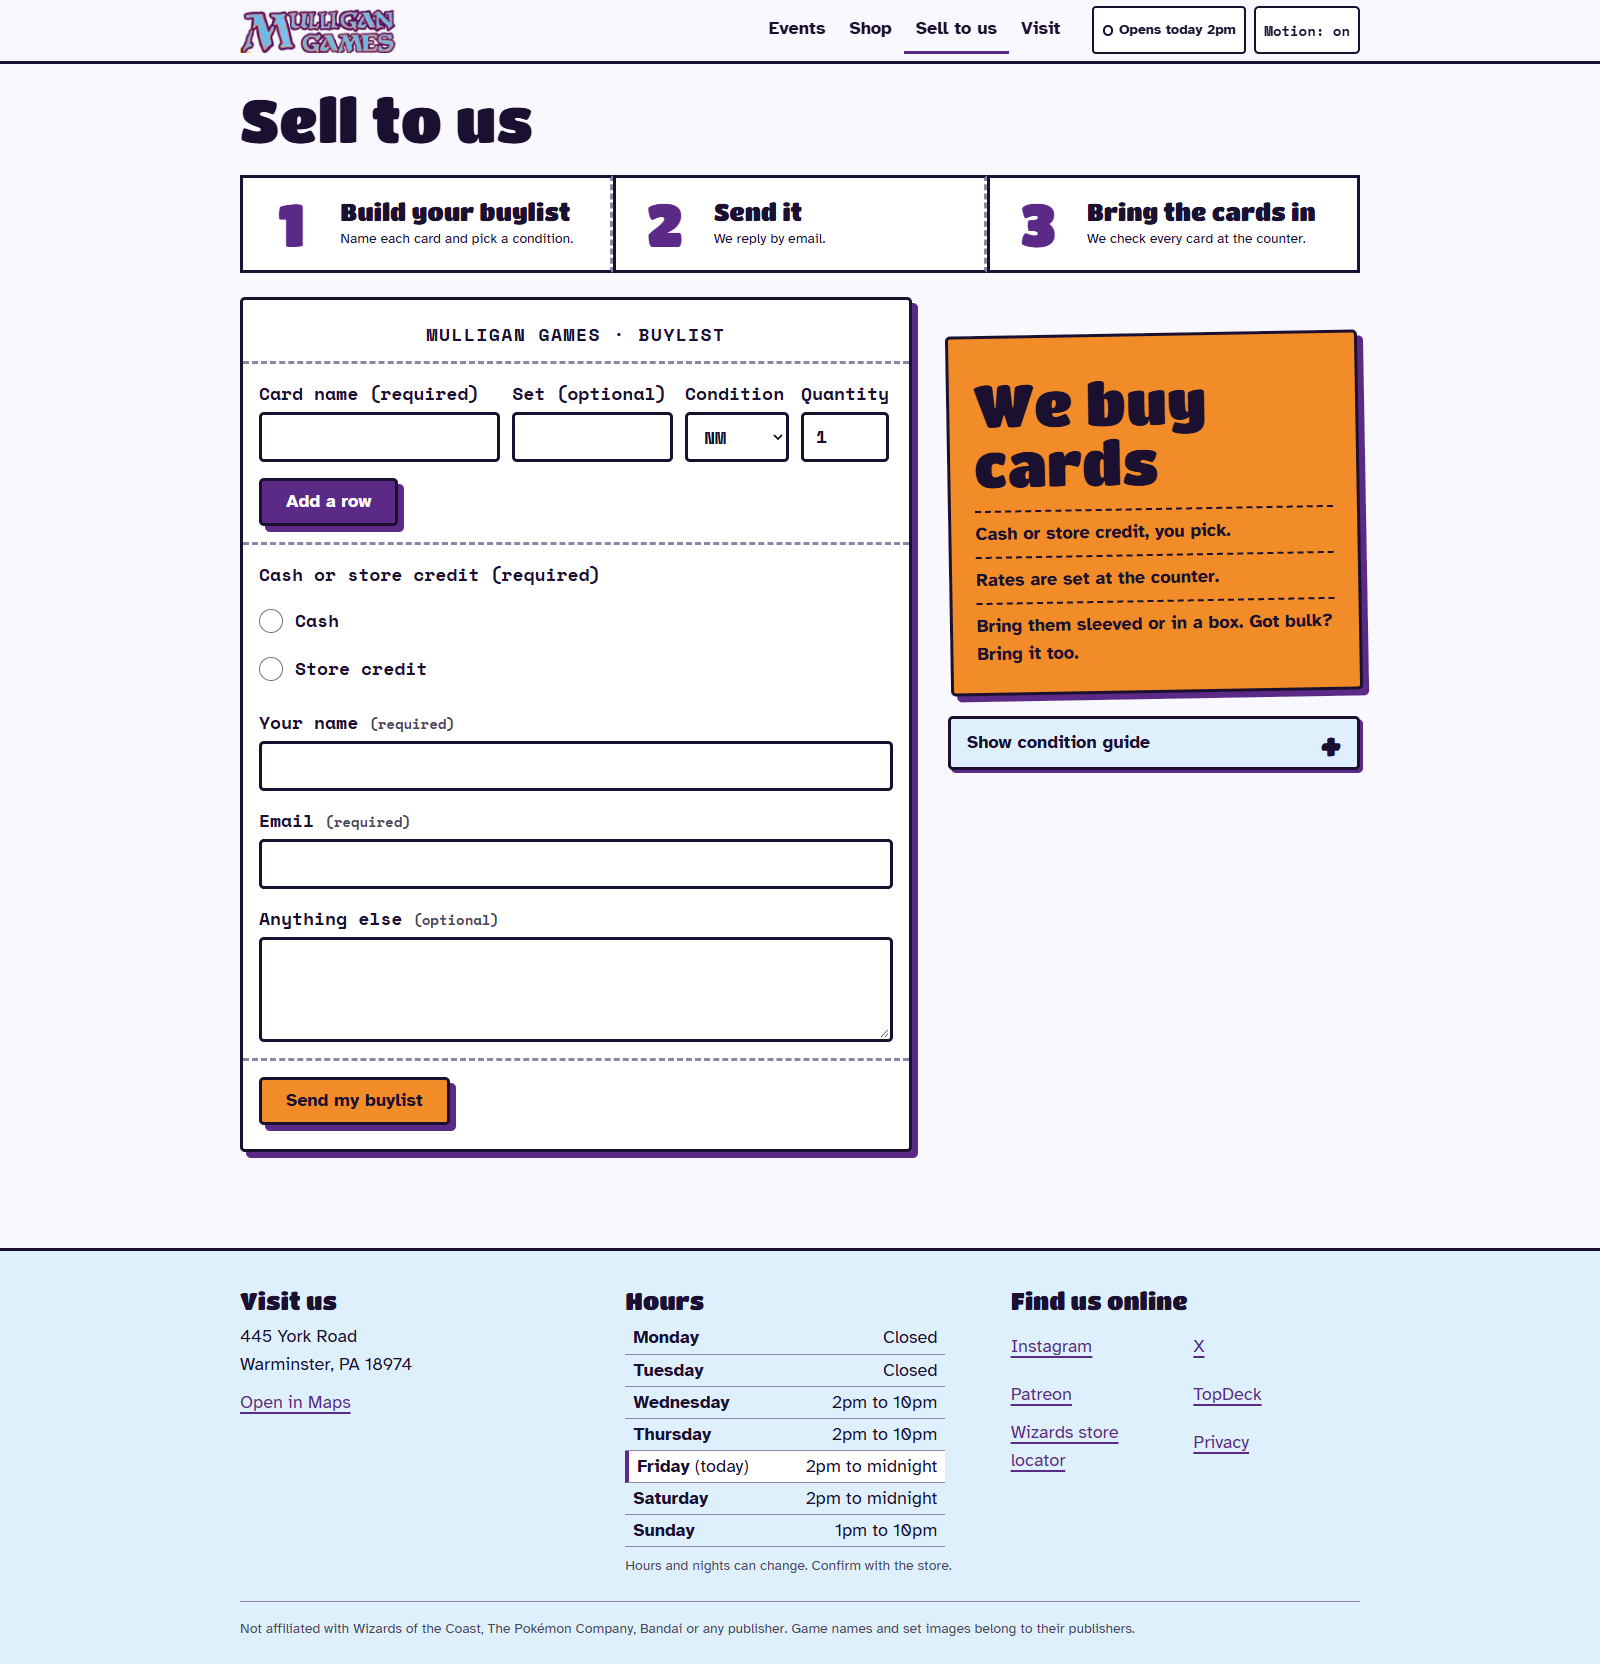 MULLIGAN GAMES
Events
Shop
Sell to us
Visit
Opens today 2pm
Motion: on
Sell to us
1
Build your buylist
Name each card and pick a condition.
2
Send it
We reply by email.
3
Bring the cards in
We check every card at the counter.
MULLIGAN GAMES · BUYLIST
Card name (required)
Set (optional)
Condition
Quantity
NM
1
Add a row
Cash or store credit (required)
Cash
Store credit
Your name (required)
Email (required)
Anything else (optional)
Send my buylist
We buy
cards
Cash or store credit, you pick.
Rates are set at the counter.
Bring them sleeved or in a box. Got bulk?
Bring it too.
Show condition guide
Visit us
445 York Road
Warminster, PA 18974
Open in Maps
Hours
Monday Closed
Tuesday Closed
Wednesday 2pm to 10pm
Thursday 2pm to 10pm
Friday (today) 2pm to midnight
Saturday 2pm to midnight
Sunday 1pm to 10pm
Hours and nights can change. Confirm with the store.
Find us online
Instagram
X
Patreon
TopDeck
Wizards store
locator
Privacy
Not affiliated with Wizards of the Coast, The Pokémon Company, Bandai or any publisher. Game names and set images belong to their publishers.